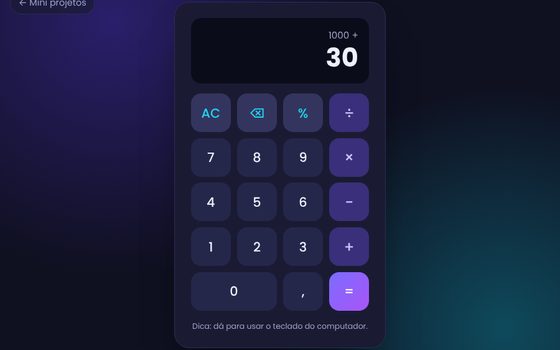 ← Mini projetos
1000 +
30
AC ⌫ % ÷
7 8 9 ×
4 5 6 −
1 2 3 +
0 , =
Dica: dá para usar o teclado do computador.